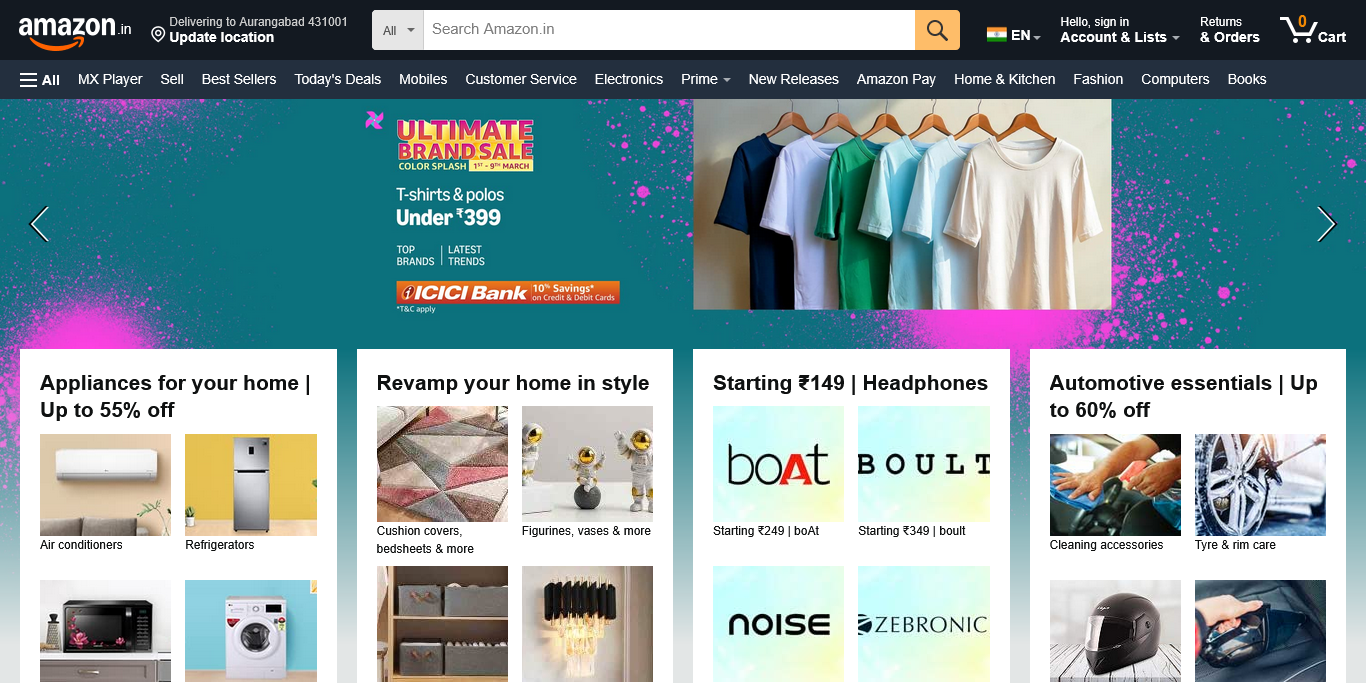 amazon.in
Delivering to Aurangabad 431001
Update location
All
Search Amazon.in
EN
Hello, sign in
Account & Lists
Returns
& Orders
0
Cart
All
MX Player
Sell
Best Sellers
Today's Deals
Mobiles
Customer Service
Electronics
Prime
New Releases
Amazon Pay
Home & Kitchen
Fashion
Computers
Books
ULTIMATE
BRAND SALE
COLOR SPLASH 1ST - 9TH MARCH
T-shirts & polos
Under ₹399
TOP
BRANDS
LATEST
TRENDS
ICICI Bank
10% Savings*
on Credit & Debit Cards
*T&C apply
Appliances for your home |
Up to 55% off
Air conditioners
Refrigerators
Revamp your home in style
Cushion covers,
bedsheets & more
Figurines, vases & more
Starting ₹149 | Headphones
boAt
BOULT
Starting ₹249 | boAt
Starting ₹349 | boult
noise
ZEBRONIC
Automotive essentials | Up
to 60% off
Cleaning accessories
Tyre & rim care